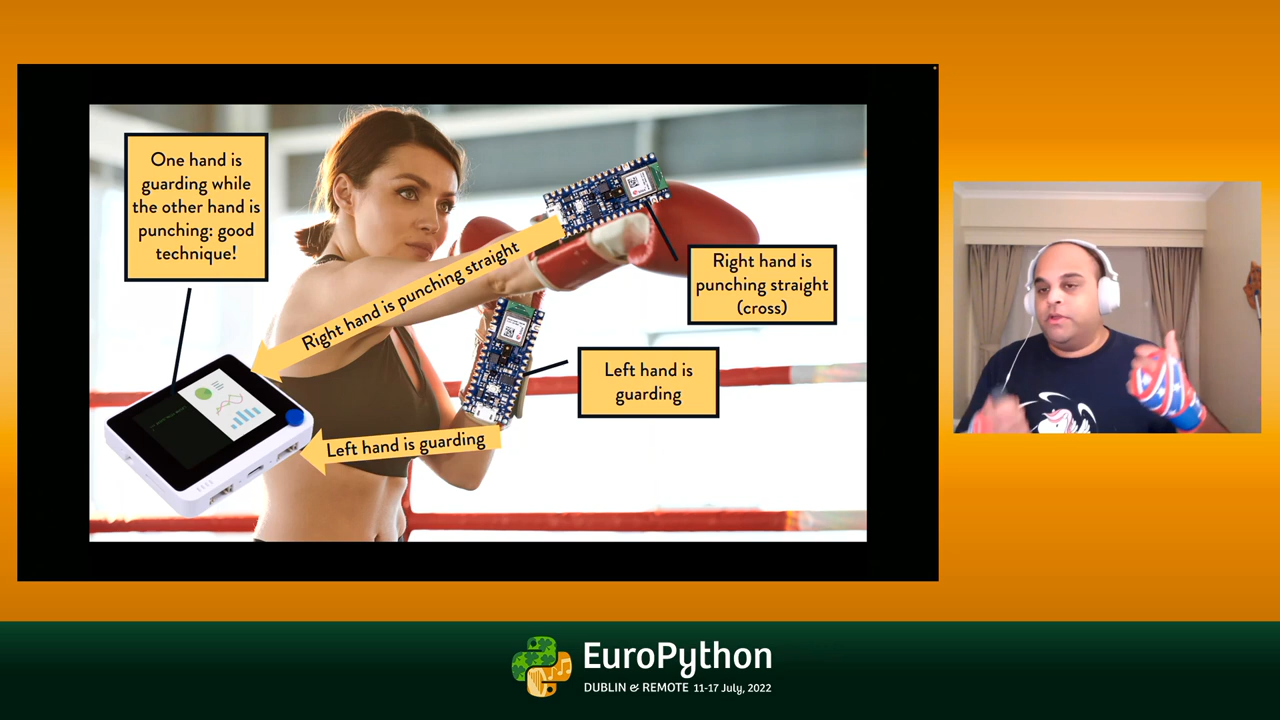 One hand is
guarding while
the other hand is
punching: good
technique!
Right hand is punching straight
Right hand is
punching straight
(cross)
Left hand is
guarding
Left hand is guarding
EuroPython
DUBLIN & REMOTE 11-17 July, 2022